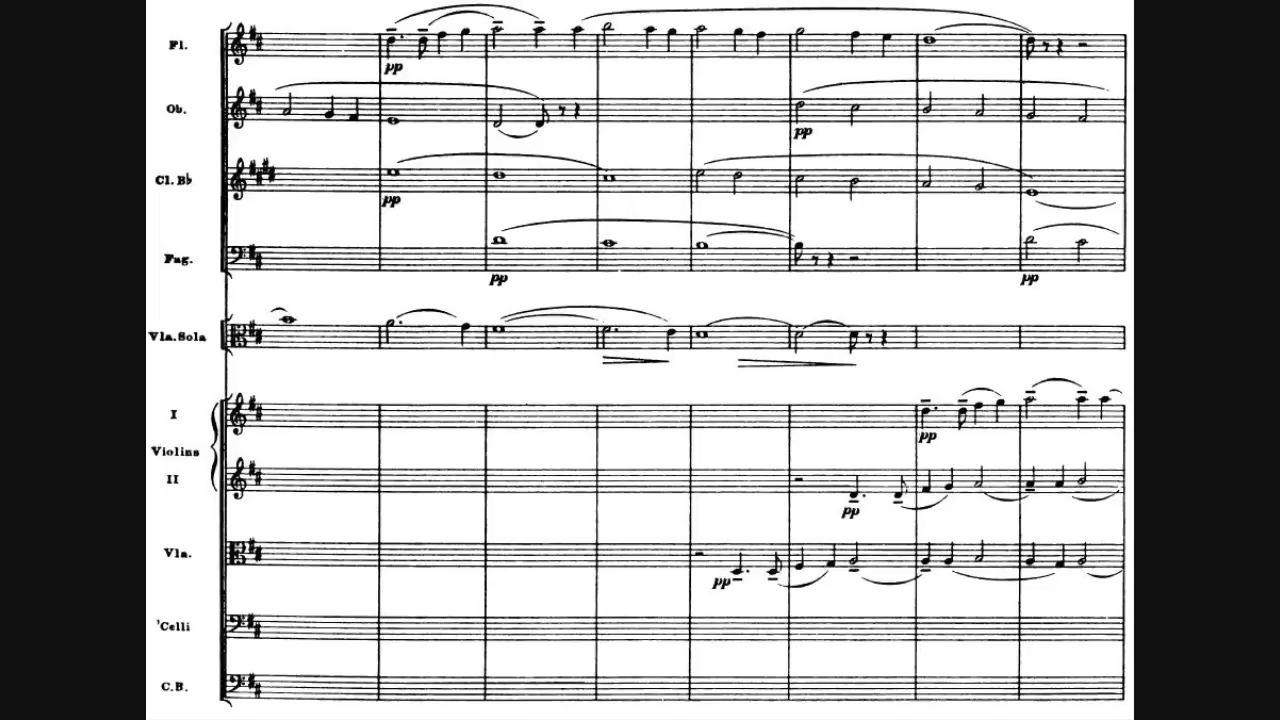 Fl.
pp
Ob.
pp
Cl. B♭
pp
Fag.
pp
pp
Vla. Sola
I
pp
Violins
II
pp
Vla.
pp
'Celli
C.B.